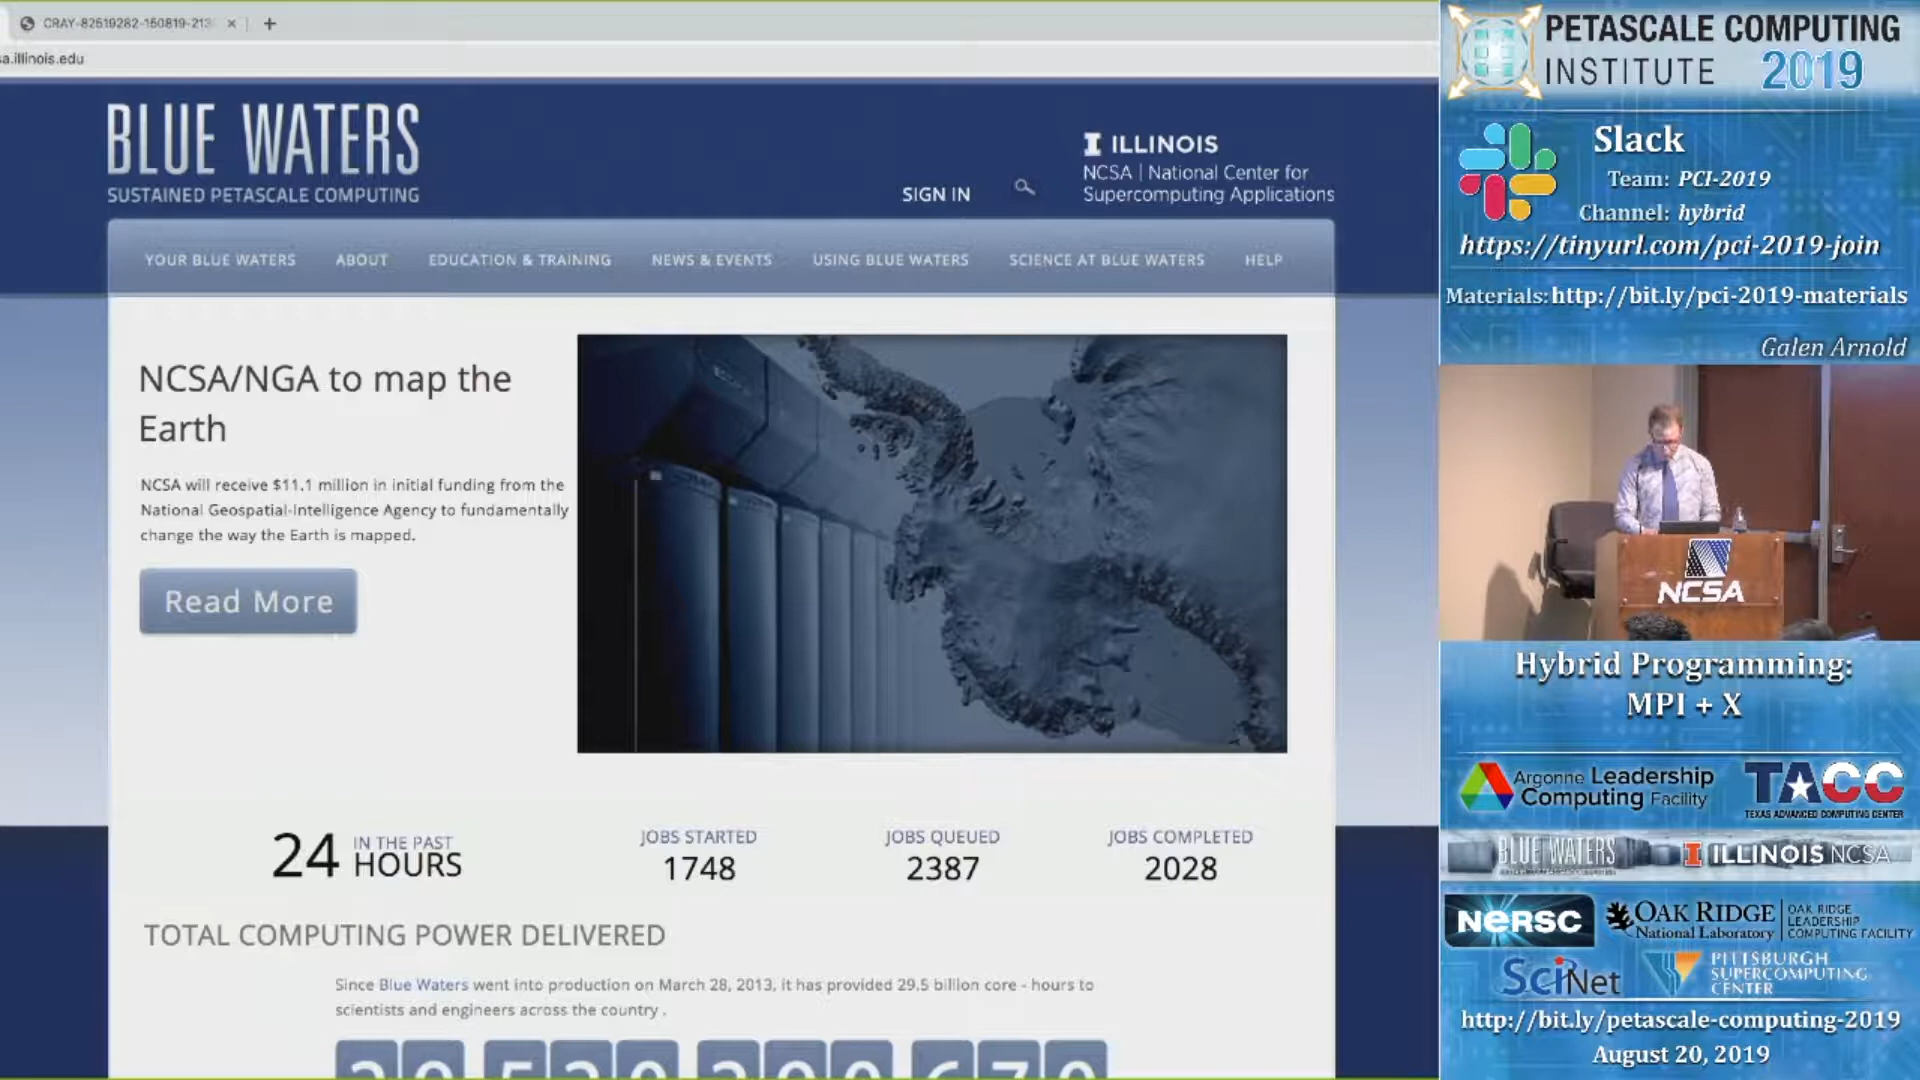 CRAY-82519282-150819-213
sa.illinois.edu
BLUE WATERS
SUSTAINED PETASCALE COMPUTING
SIGN IN
ILLINOIS
NCSA | National Center for
Supercomputing Applications
YOUR BLUE WATERS ABOUT EDUCATION & TRAINING NEWS & EVENTS USING BLUE WATERS SCIENCE AT BLUE WATERS HELP
NCSA/NGA to map the
Earth
NCSA will receive $11.1 million in initial funding from the
National Geospatial-Intelligence Agency to fundamentally
change the way the Earth is mapped.
Read More
24 IN THE PAST
HOURS
JOBS STARTED
1748
JOBS QUEUED
2387
JOBS COMPLETED
2028
TOTAL COMPUTING POWER DELIVERED
Since Blue Waters went into production on March 28, 2013, it has provided 29.5 billion core - hours to
scientists and engineers across the country .
PETASCALE COMPUTING
INSTITUTE 2019
Slack
Team: PCI-2019
Channel: hybrid
https://tinyurl.com/pci-2019-join
Materials: http://bit.ly/pci-2019-materials
Galen Arnold
NCSA
Hybrid Programming:
MPI + X
Argonne Leadership
Computing Facility
TACC
TEXAS ADVANCED COMPUTING CENTER
BLUE WATERS
ILLINOIS NCSA
NERSC
OAK RIDGE
National Laboratory
OAK RIDGE
LEADERSHIP
COMPUTING FACILITY
SciNet
PITTSBURGH
SUPERCOMPUTING
CENTER
http://bit.ly/petascale-computing-2019
August 20, 2019